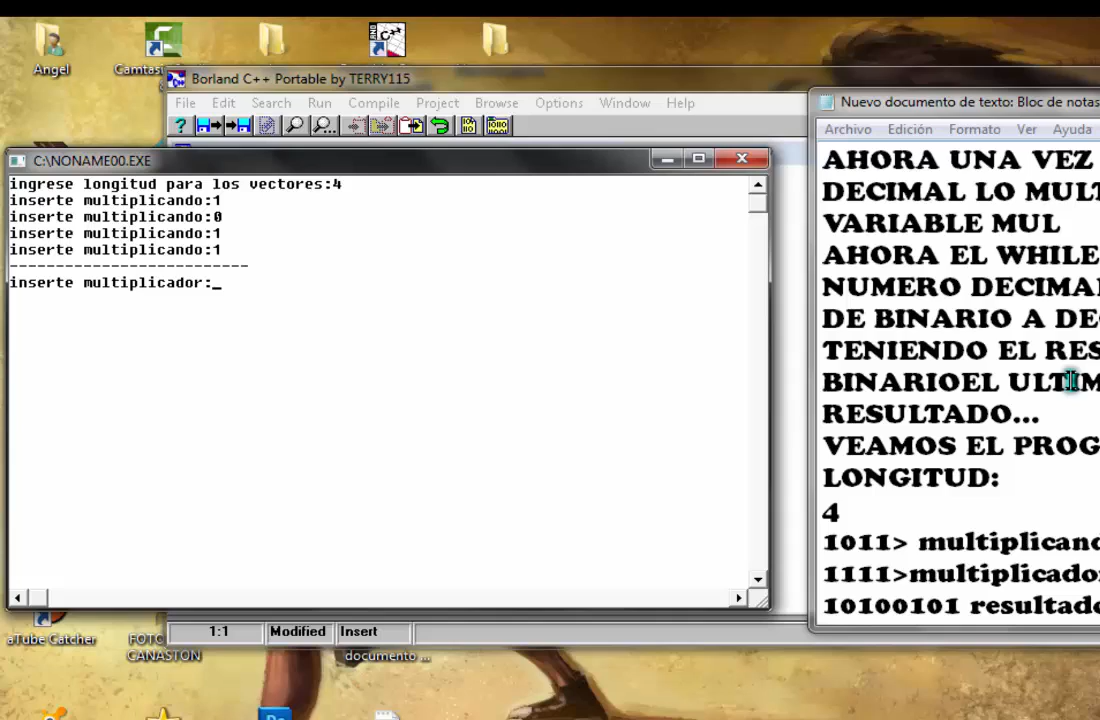 Angel
Camtas
Borland C++ Portable by TERRY115
File Edit Search Run Compile Project Browse Options Window Help
C:\NONAME00.EXE
ingrese longitud para los vectores:4
inserte multiplicando:1
inserte multiplicando:0
inserte multiplicando:1
inserte multiplicando:1
--------------------------
inserte multiplicador:_
Nuevo documento de texto: Bloc de notas
Archivo Edición Formato Ver Ayuda
AHORA UNA VEZ
DECIMAL LO MULT
VARIABLE MUL
AHORA EL WHILE
NUMERO DECIMAL
DE BINARIO A DE
TENIENDO EL RES
BINARIOEL ULTIM
RESULTADO...
VEAMOS EL PROG
LONGITUD:
4
1011> multiplicand
1111>multiplicador
10100101 resultado
1:1 Modified Insert
aTube Catcher
FOTO
CANASTON
documento ...